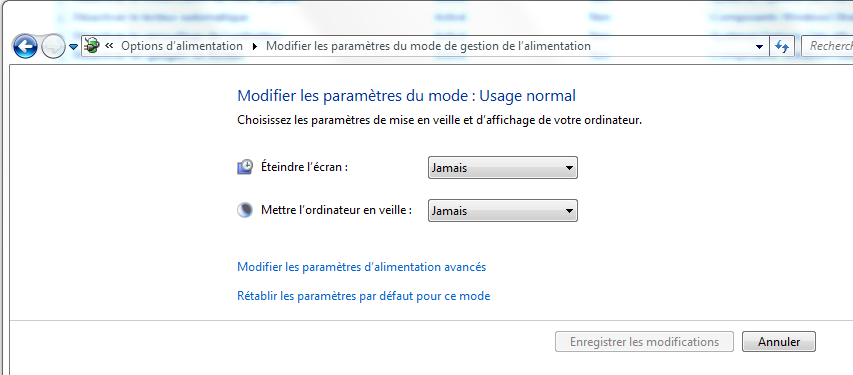 « Options d'alimentation ▸ Modifier les paramètres du mode de gestion de l'alimentation
Recherch
Modifier les paramètres du mode : Usage normal
Choisissez les paramètres de mise en veille et d'affichage de votre ordinateur.
Éteindre l'écran : Jamais
Mettre l'ordinateur en veille : Jamais
Modifier les paramètres d'alimentation avancés
Rétablir les paramètres par défaut pour ce mode
Enregistrer les modifications Annuler